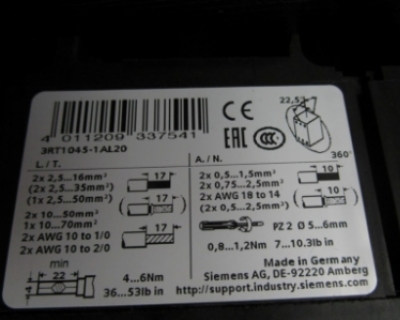 4 011209 337541
3RT1045-1AL20
CE
EAC
CCC
22,5°
360°
L./T.
2x 2,5...16mm²
(2x 2,5...35mm²)
(1x 2,5...50mm²)
17
( 17 )
2x 10...50mm²
1x 10...70mm²
2x AWG 10 to 1/0
2x AWG 10 to 2/0
17
min
22
4...6Nm
36...53lb in
A./N.
2x 0,5...1,5mm²
2x 0,75...2,5mm²
2x AWG 18 to 14
(2x 0,5...2,5mm²)
10
( 10 )
PZ 2 Ø 5...6mm
0,8...1,2Nm 7...10.3lb in
Made in Germany
Siemens AG, DE-92220 Amberg
http://support.industry.siemens.com